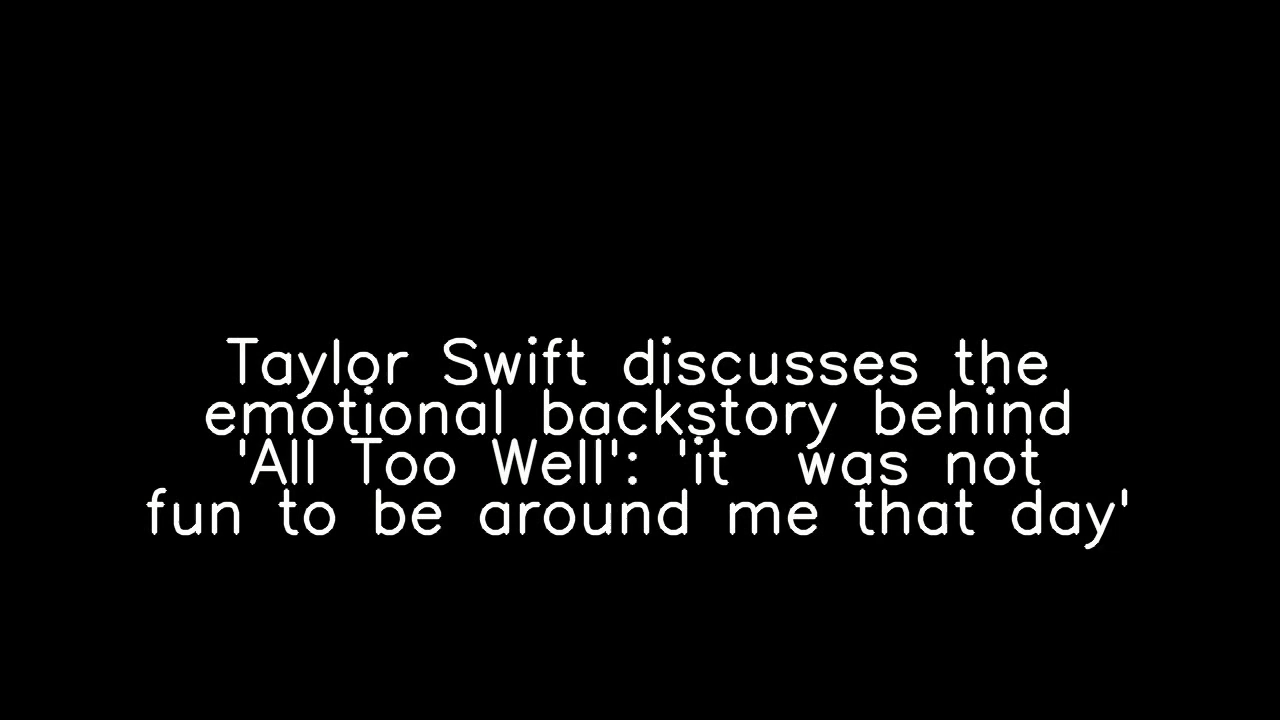 Taylor Swift discusses the
emotional backstory behind
'All Too Well': 'it  was not
fun to be around me that day'